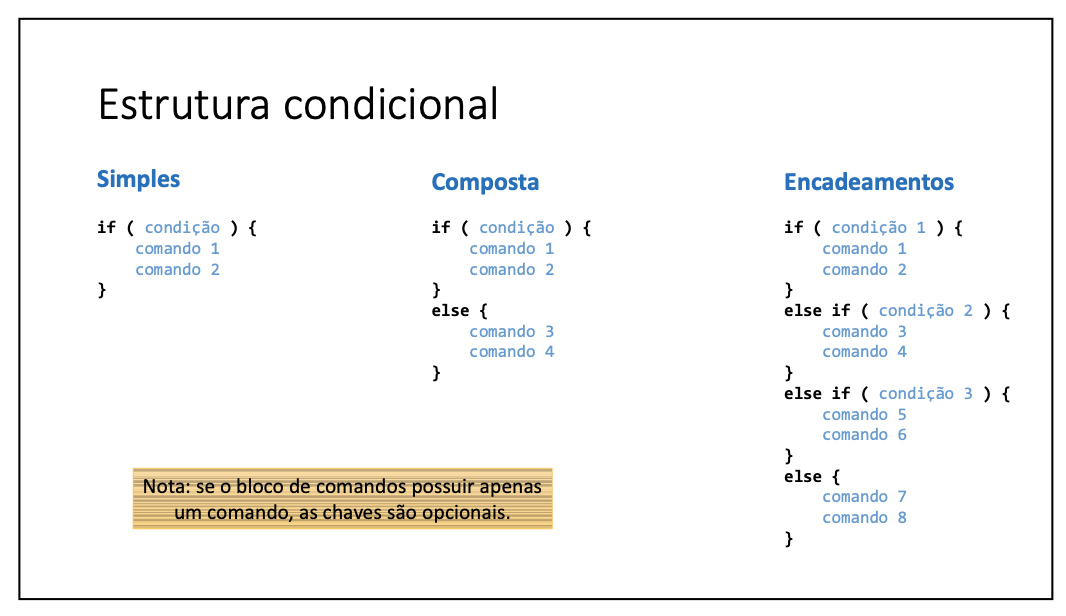 Estrutura condicional
Simples
if ( condição ) {
    comando 1
    comando 2
}
Composta
if ( condição ) {
    comando 1
    comando 2
}
else {
    comando 3
    comando 4
}
Encadeamentos
if ( condição 1 ) {
    comando 1
    comando 2
}
else if ( condição 2 ) {
    comando 3
    comando 4
}
else if ( condição 3 ) {
    comando 5
    comando 6
}
else {
    comando 7
    comando 8
}
Nota: se o bloco de comandos possuir apenas
um comando, as chaves são opcionais.